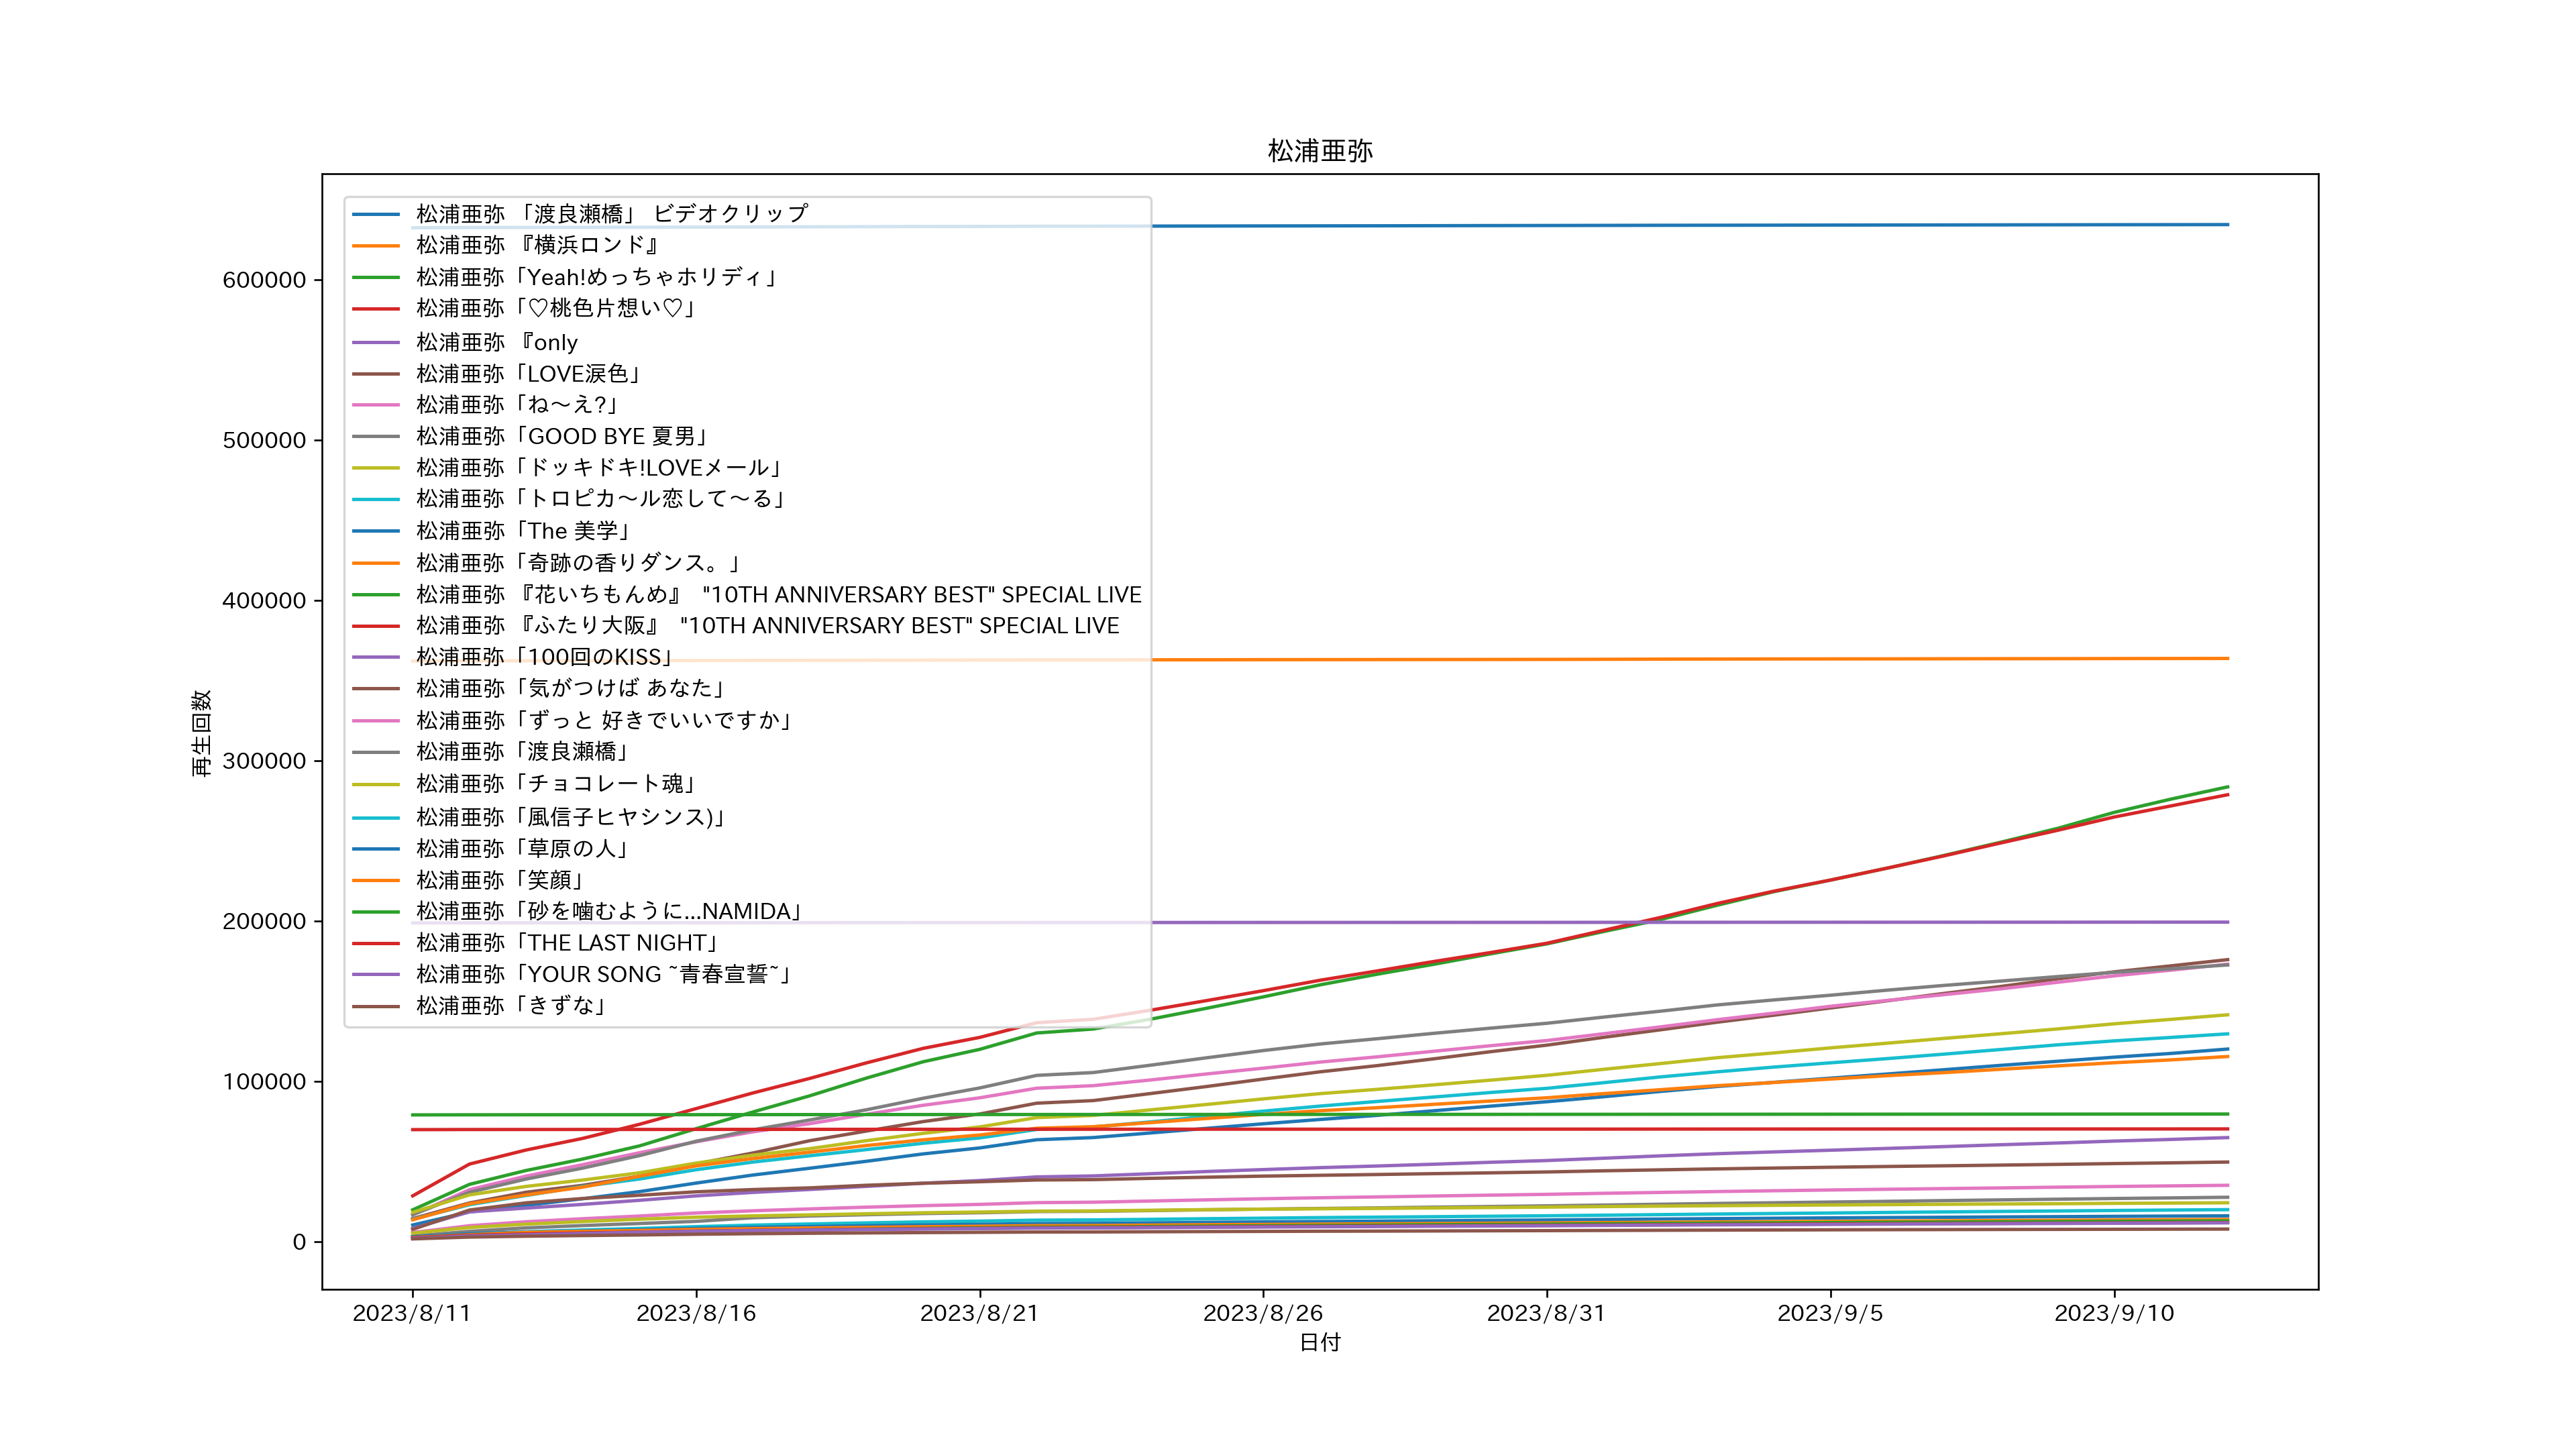 松浦亜弥
松浦亜弥 「渡良瀬橋」 ビデオクリップ
松浦亜弥 『横浜ロンド』
松浦亜弥「Yeah!めっちゃホリディ」
松浦亜弥「♡桃色片想い♡」
松浦亜弥 『only
松浦亜弥「LOVE涙色」
松浦亜弥「ね～え?」
松浦亜弥「GOOD BYE 夏男」
松浦亜弥「ドッキドキ!LOVEメール」
松浦亜弥「トロピカ～ル恋して～る」
松浦亜弥「The 美学」
松浦亜弥「奇跡の香りダンス。」
松浦亜弥 『花いちもんめ』 "10TH ANNIVERSARY BEST" SPECIAL LIVE
松浦亜弥 『ふたり大阪』 "10TH ANNIVERSARY BEST" SPECIAL LIVE
松浦亜弥「100回のKISS」
松浦亜弥「気がつけば あなた」
松浦亜弥「ずっと 好きでいいですか」
松浦亜弥「渡良瀬橋」
松浦亜弥「チョコレート魂」
松浦亜弥「風信子ヒヤシンス)」
松浦亜弥「草原の人」
松浦亜弥「笑顔」
松浦亜弥「砂を噛むように…NAMIDA」
松浦亜弥「THE LAST NIGHT」
松浦亜弥「YOUR SONG ~青春宣誓~」
松浦亜弥「きずな」
600000
500000
400000
300000
200000
100000
0
再生回数
2023/8/11 2023/8/16 2023/8/21 2023/8/26 2023/8/31 2023/9/5 2023/9/10
日付